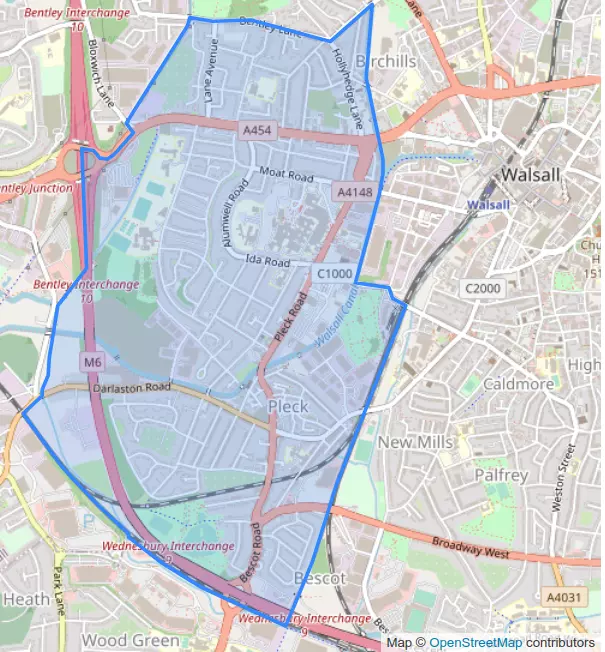 Bentley Interchange
10
Bloxwich Lane
Lane Avenue
Bentley Lane
Hollyhedge Lane
Birchills
A454
Moat Road
A4148
Walsall
Walsall
Bentley Junction
Alumwell Road
Ida Road
C1000
C2000
Bentley Interchange
10
Pleck Road
Walsall Canal
M6
Darlaston Road
Pleck
Caldmore
High
New Mills
Palfrey
Weston Street
Wednesbury Interchange
9
Bescot Road
Broadway West
Bescot
A4031
Park Lane
Heath
Wood Green
Wednesbury Interchange
9
Map © OpenStreetMap contributors